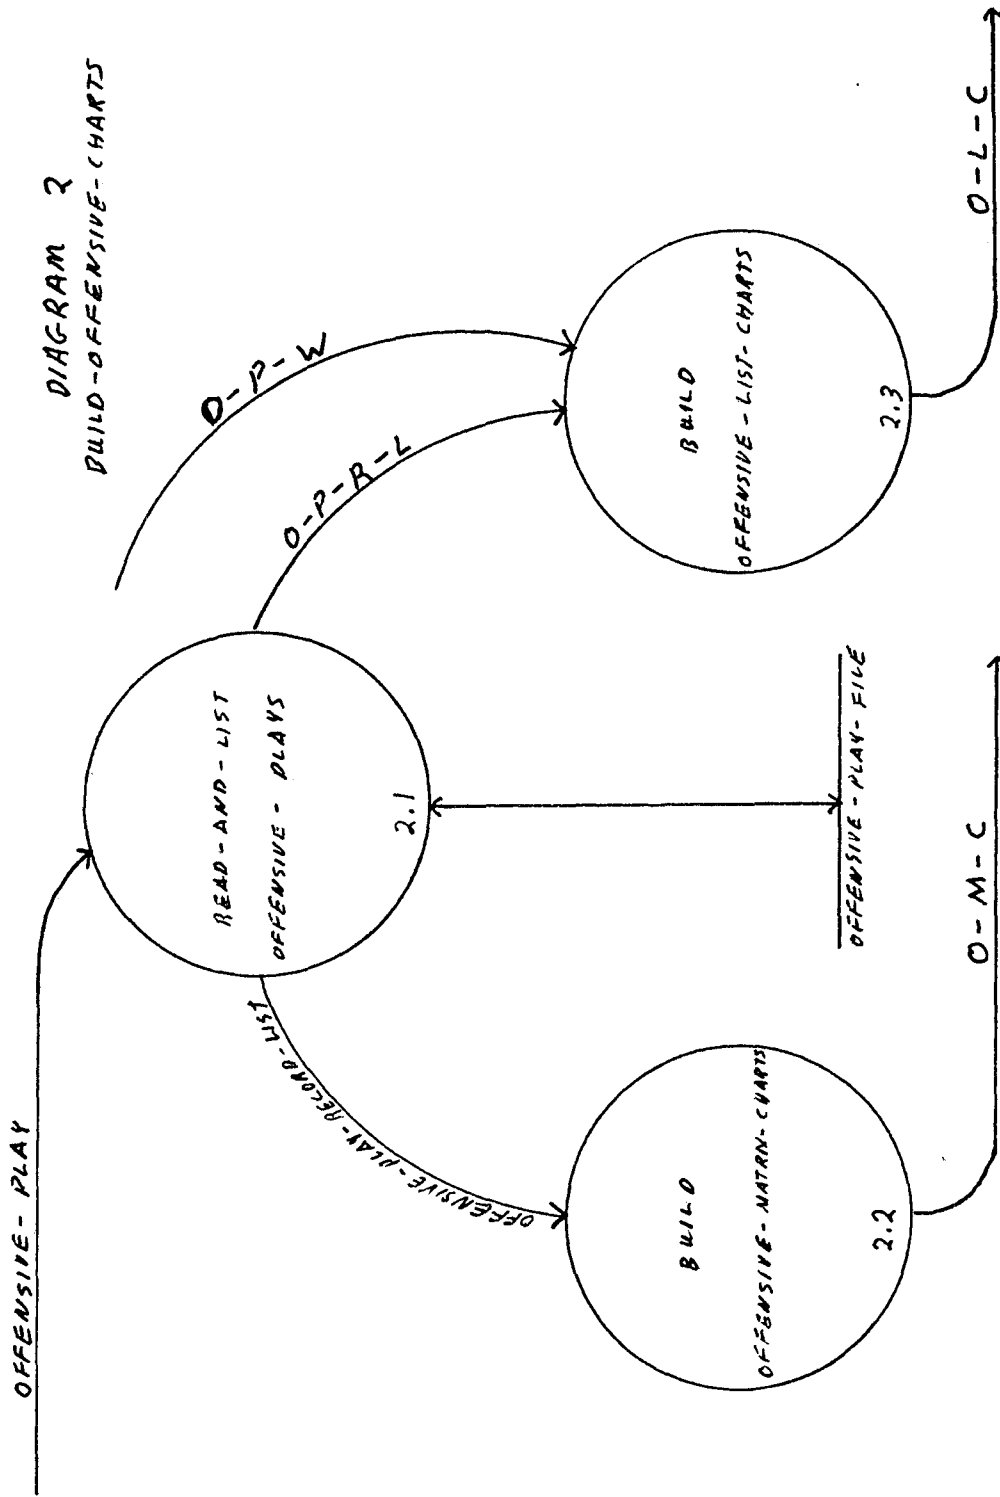 DIAGRAM 2
BUILD-OFFENSIVE-CHARTS
OFFENSIVE-PLAY
READ-AND-LIST
OFFENSIVE-PLAYS
2.1
OFFENSIVE-PLAY-RECORD-LIST
O-P-R-L
O-P-W
BUILD
OFFENSIVE-MATRIX-CHARTS
2.2
BUILD
OFFENSIVE-LIST-CHARTS
2.3
OFFENSIVE-PLAY-FILE
O-M-C
O-L-C